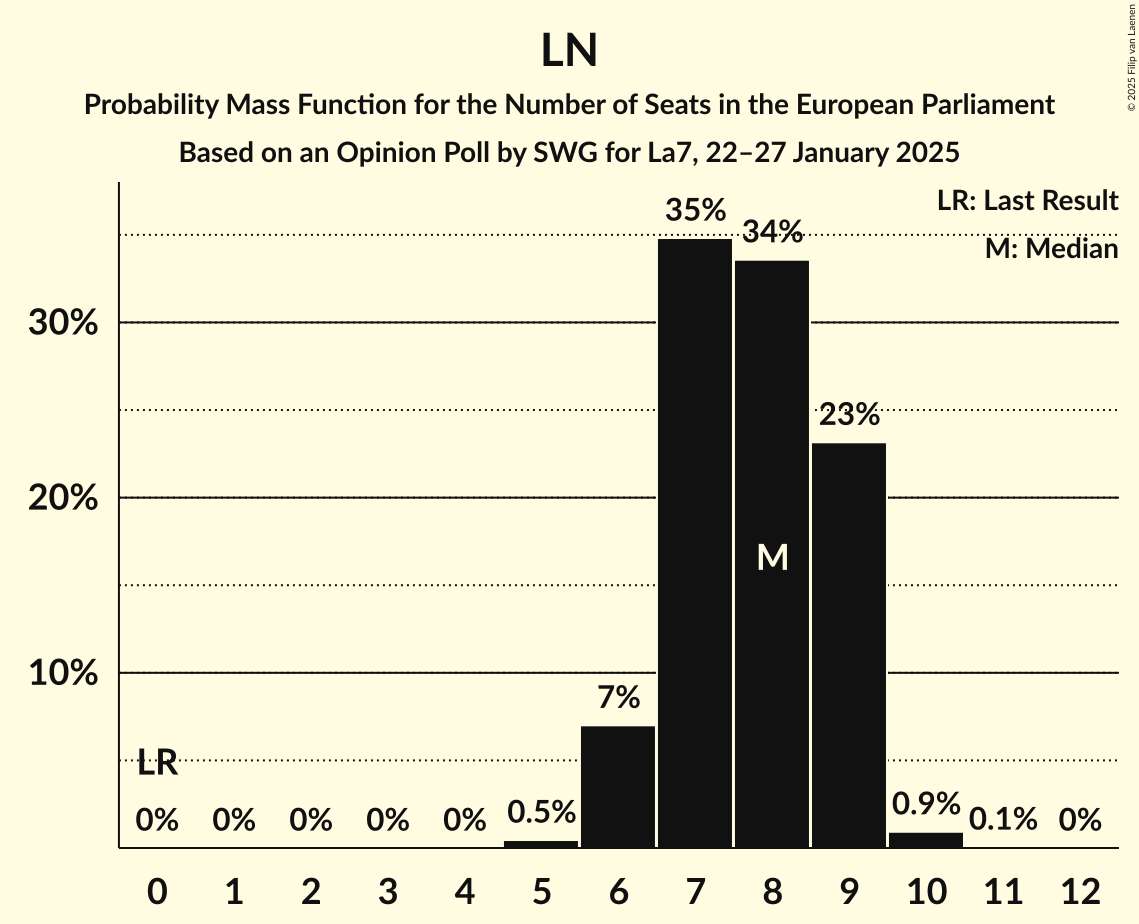 LN
Probability Mass Function for the Number of Seats in the European Parliament
Based on an Opinion Poll by SWG for La7, 22–27 January 2025
© 2025 Filip van Laenen
LR: Last Result
M: Median
35%
34%
30%
23%
20%
M
10%
7%
LR
0% 0% 0% 0% 0% 0.5% 0.9% 0.1% 0%
0 1 2 3 4 5 6 7 8 9 10 11 12